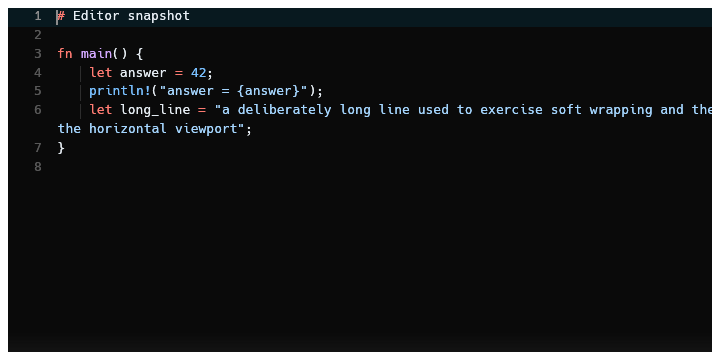 1 # Editor snapshot
2
3 fn main() {
4     let answer = 42;
5     println!("answer = {answer}");
6     let long_line = "a deliberately long line used to exercise soft wrapping and the
the horizontal viewport";
7 }
8